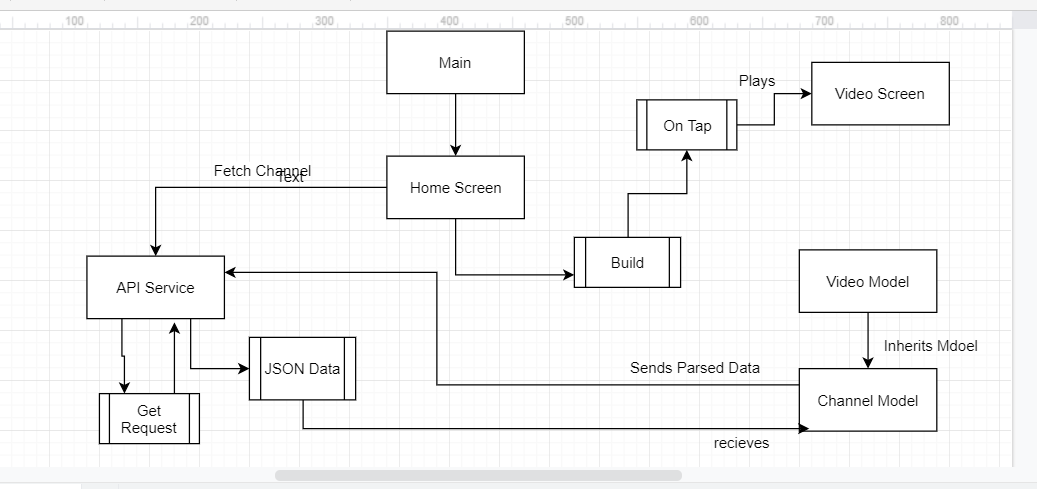 100 200 300 400 500 600 700 800
Main
Plays
Video Screen
On Tap
Fetch Channel
Text
Home Screen
Build
API Service
Video Model
Inherits Mdoel
JSON Data
Sends Parsed Data
Channel Model
Get
Request
recieves